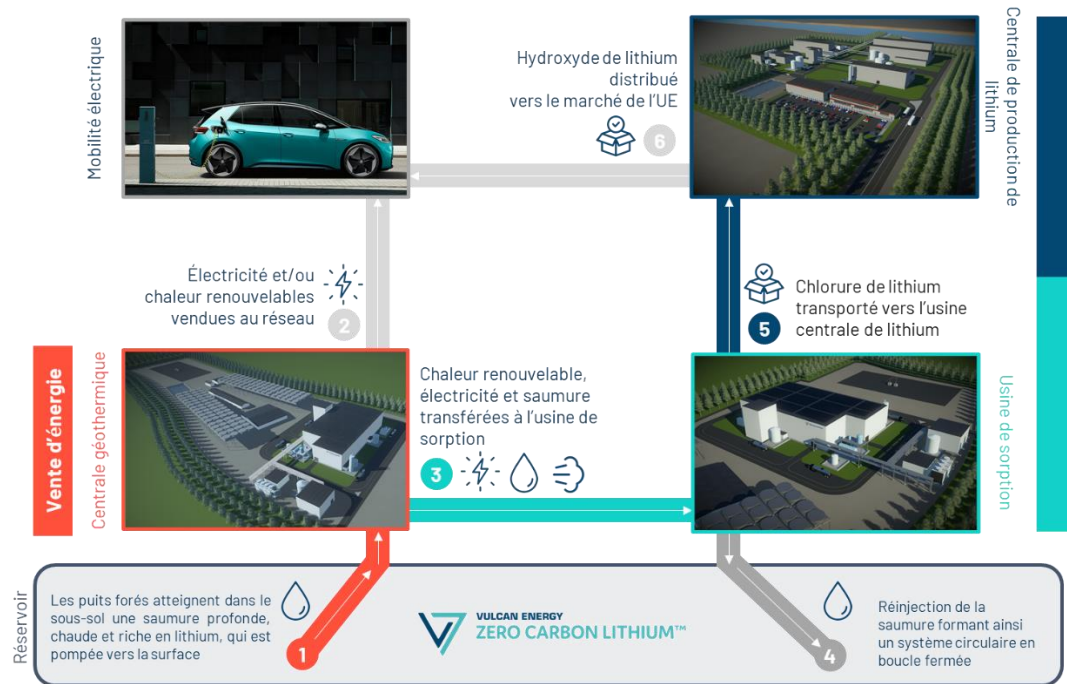 Mobilité électrique
Hydroxyde de lithium
distribué
vers le marché de l'UE
6
Centrale de production de
lithium
Électricité et/ou
chaleur renouvelables
vendues au réseau
2
Chlorure de lithium
transporté vers l'usine
centrale de lithium
5
Vente d'énergie
Centrale géothermique
Chaleur renouvelable,
électricité et saumure
transférées à l'usine de
sorption
3
Usine de sorption
Réservoir
Les puits forés atteignent dans le
sous-sol une saumure profonde,
chaude et riche en lithium, qui est
pompée vers la surface
1
VULCAN ENERGY
ZERO CARBON LITHIUM™
4
Réinjection de la
saumure formant ainsi
un système circulaire en
boucle fermée